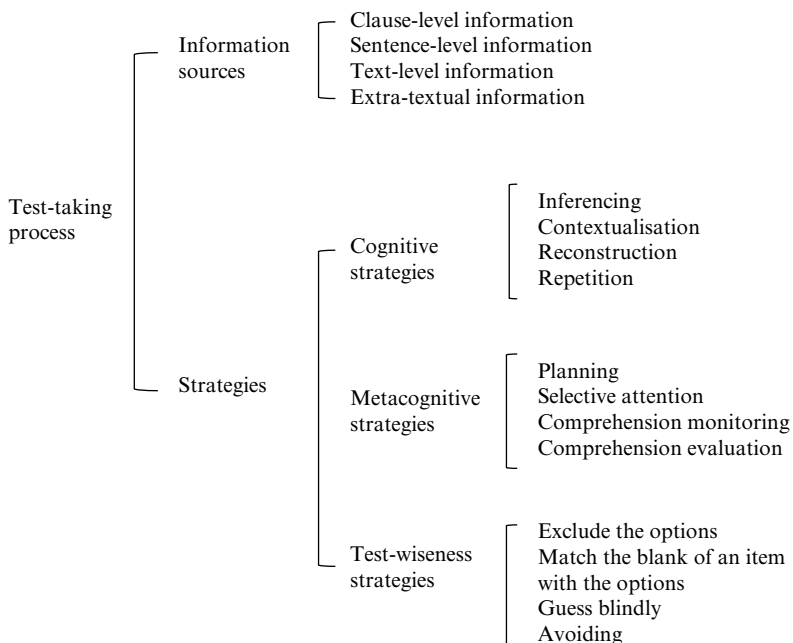 Test-taking
process
Information
sources
Clause-level information
Sentence-level information
Text-level information
Extra-textual information
Strategies
Cognitive
strategies
Inferencing
Contextualisation
Reconstruction
Repetition
Metacognitive
strategies
Planning
Selective attention
Comprehension monitoring
Comprehension evaluation
Test-wiseness
strategies
Exclude the options
Match the blank of an item
with the options
Guess blindly
Avoiding